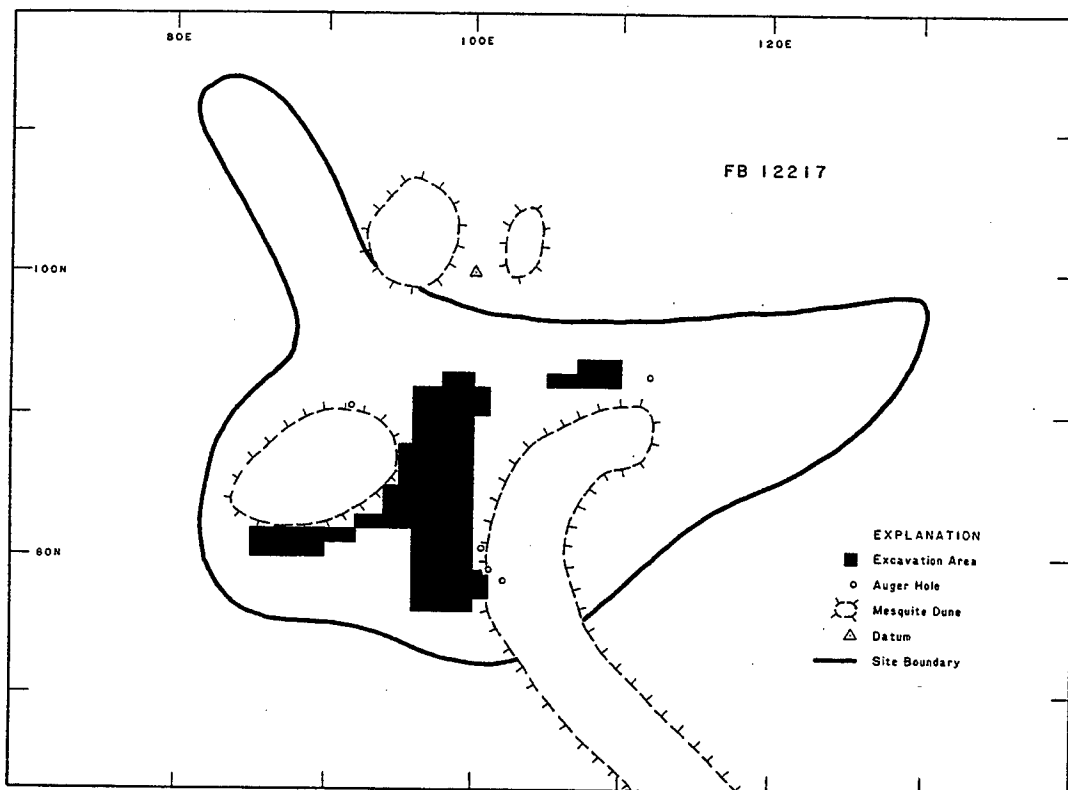 80E
100E
120E
FB 12217
100N
80N
EXPLANATION
Excavation Area
Auger Hole
Mesquite Dune
Datum
Site Boundary